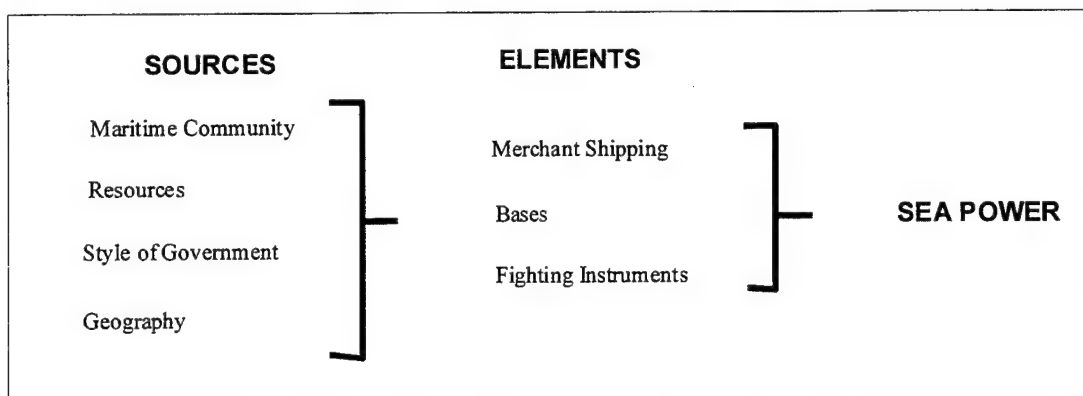 SOURCES
Maritime Community
Resources
Style of Government
Geography
ELEMENTS
Merchant Shipping
Bases
Fighting Instruments
SEA POWER